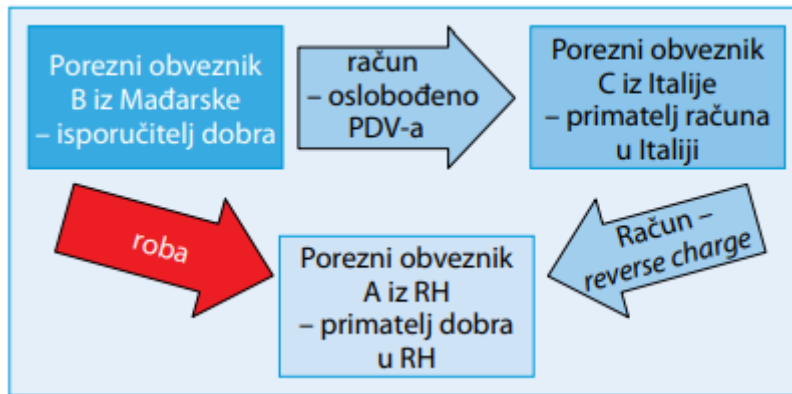 Porezni obveznik
B iz Mađarske
– isporučitelj dobra
račun
– oslobođeno
PDV-a
Porezni obveznik
C iz Italije
– primatelj računa
u Italiji
roba
Porezni obveznik
A iz RH
– primatelj dobra
u RH
Račun –
reverse charge